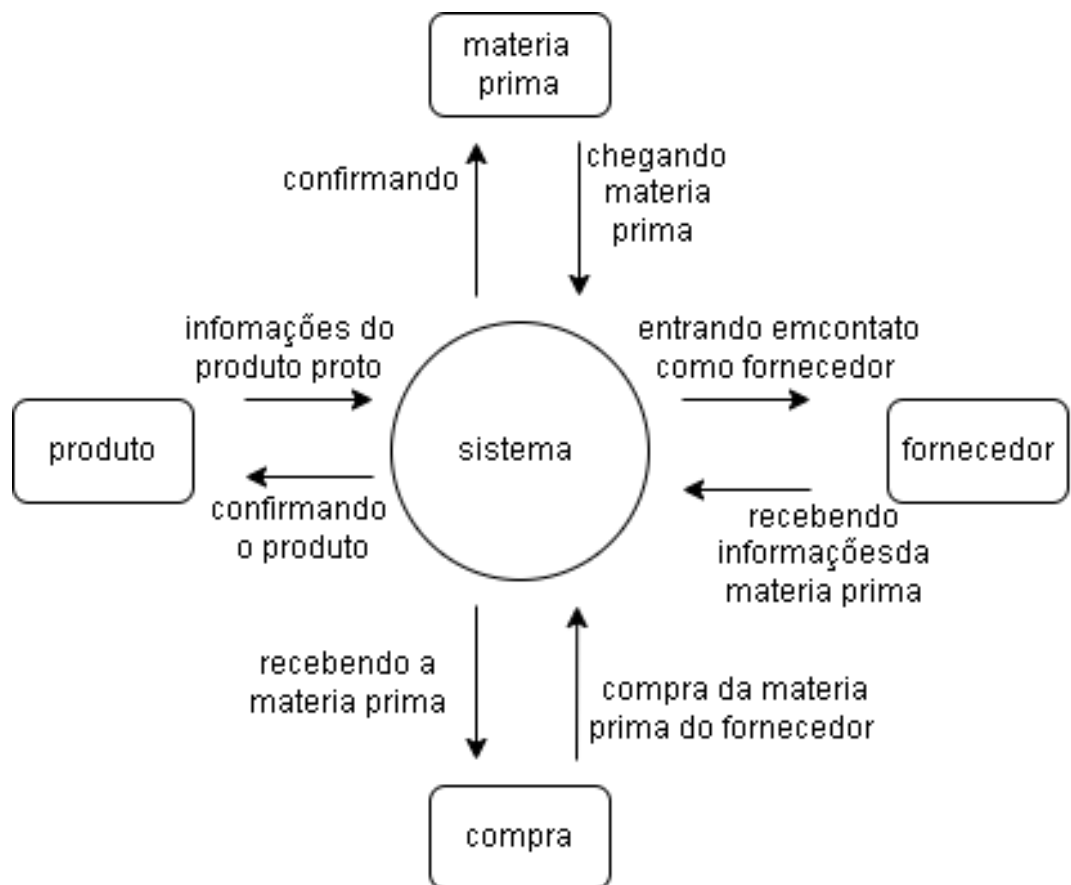 materia
prima
confirmando
chegando
materia
prima
infomações do
produto proto
entrando emcontato
como fornecedor
produto
sistema
fornecedor
confirmando
o produto
recebendo
informaçőesda
materia prima
recebendo a
materia prima
compra da materia
prima do fornecedor
compra